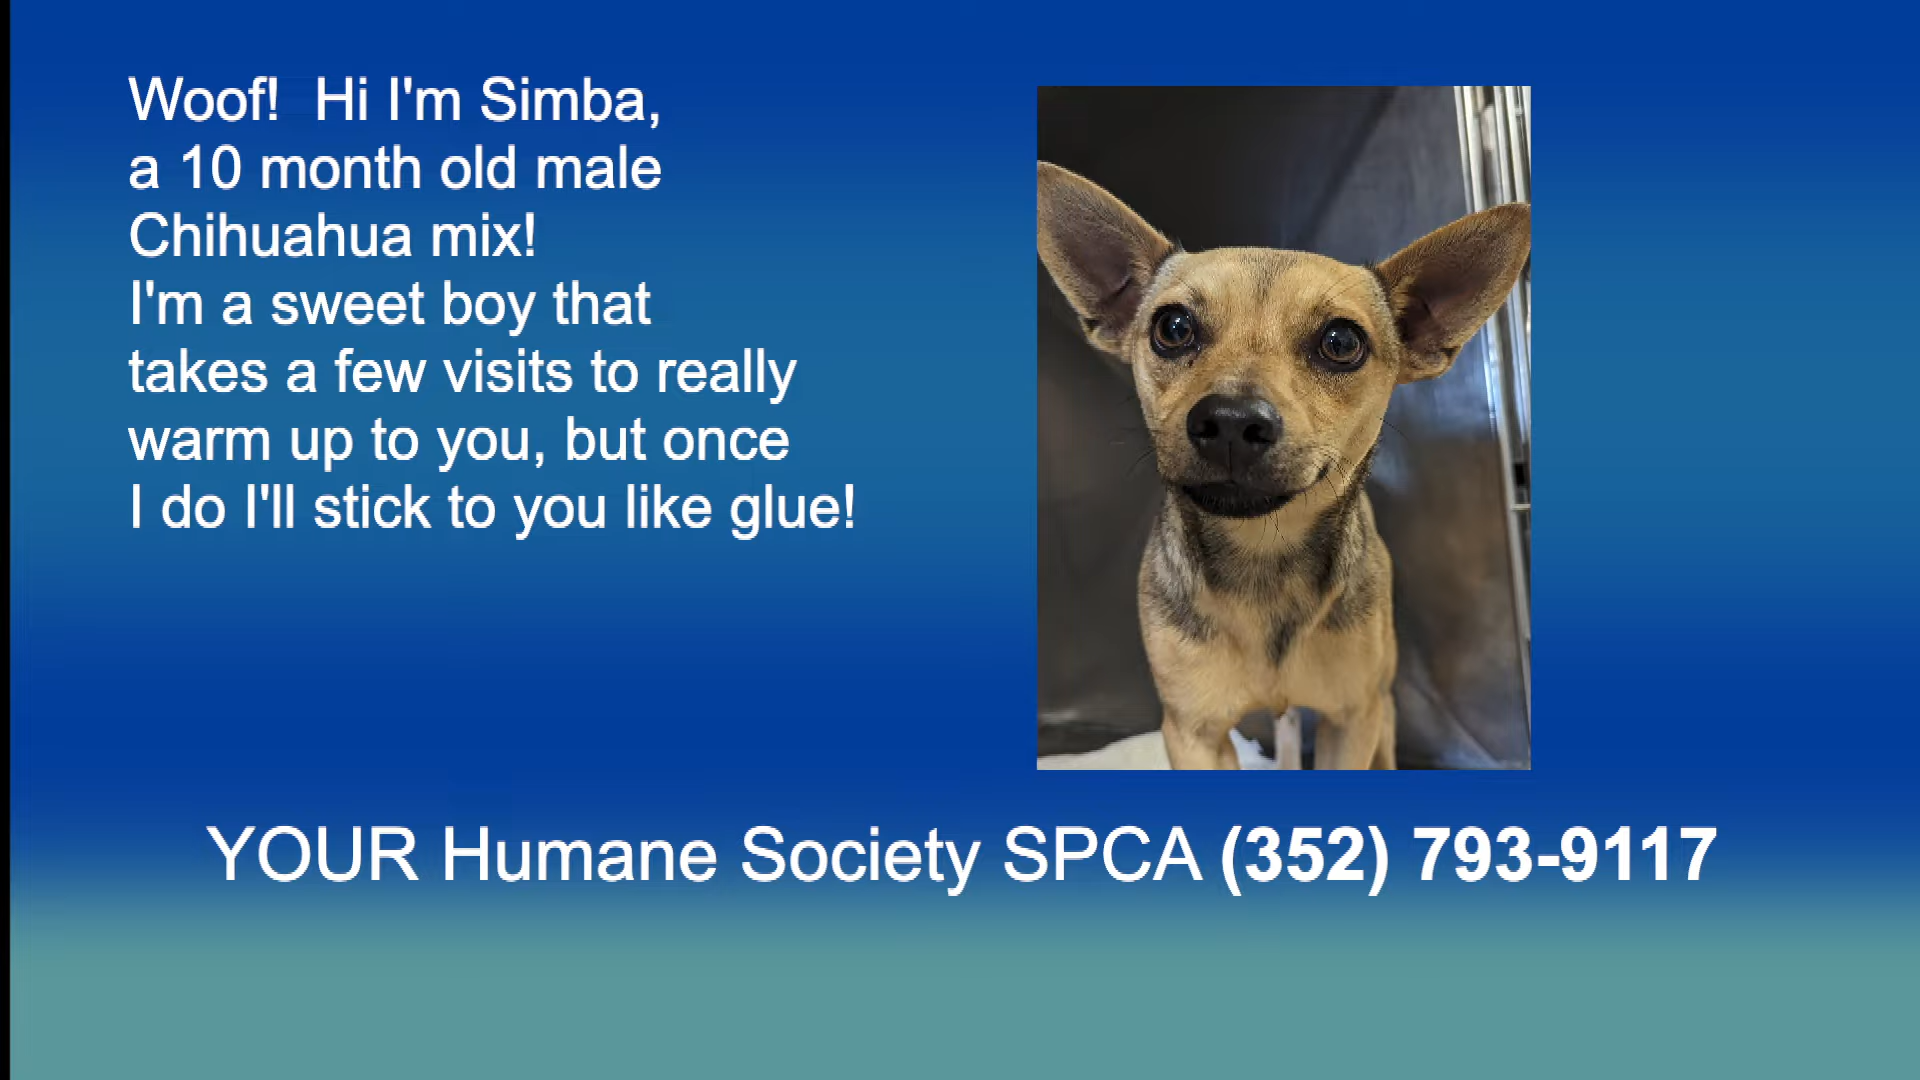 Woof!  Hi I'm Simba,
a 10 month old male
Chihuahua mix!
I'm a sweet boy that
takes a few visits to really
warm up to you, but once
I do I'll stick to you like glue!
YOUR Humane Society SPCA (352) 793-9117